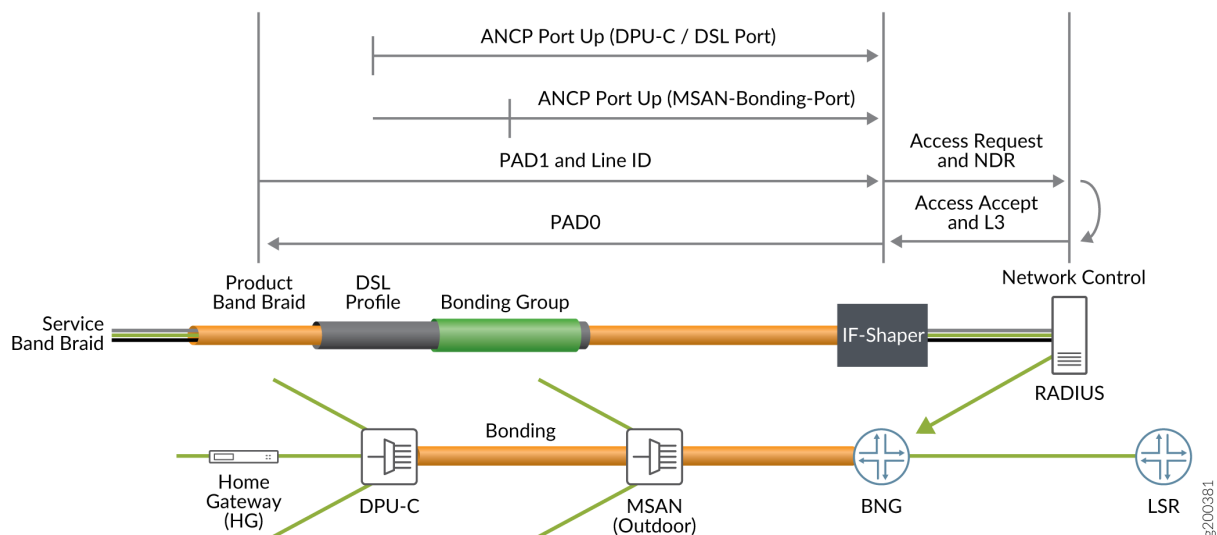 ANCP Port Up (DPU-C / DSL Port)
ANCP Port Up (MSAN-Bonding-Port)
PAD1 and Line ID
Access Request
and NDR
Access Accept
and L3
PAD0
Product
Band Braid
DSL
Profile
Bonding Group
Network Control
Service
Band Braid
IF-Shaper
RADIUS
Bonding
Home
Gateway
(HG)
DPU-C
MSAN
(Outdoor)
BNG
LSR
g200381